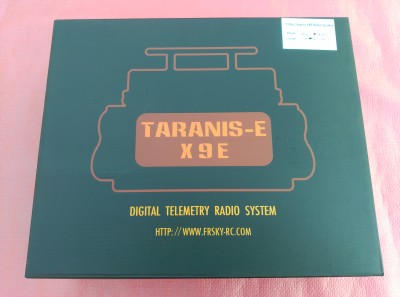 TARANIS-E
X9E
DIGITAL TELEMETRY RADIO SYSTEM
HTTP://WWW.FRSKY-RC.COM